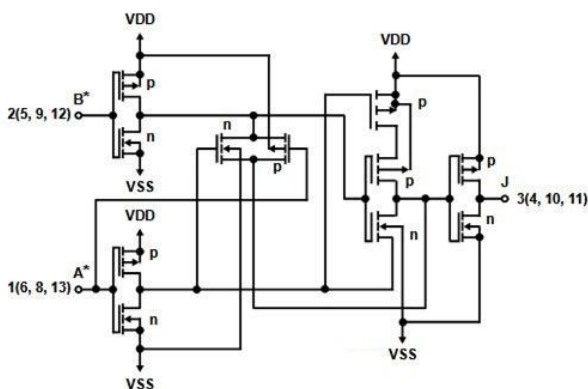 VDD
B*
p
2(5, 9, 12)
n
VSS
n
p
VDD
A*
p
1(6, 8, 13)
n
VSS
VDD
p
p
n
VSS
p
J
3(4, 10, 11)
n